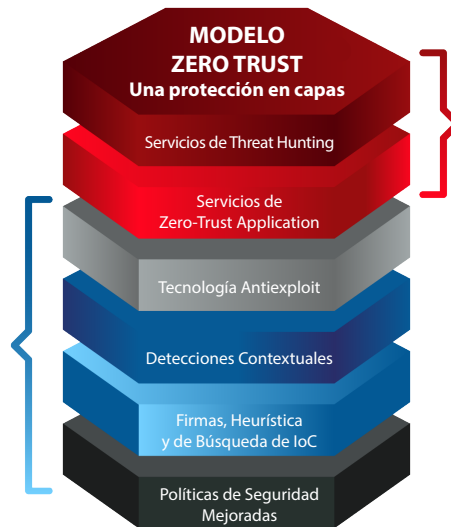 MODELO
ZERO TRUST
Una protección en capas
Servicios de Threat Hunting
Servicios de
Zero-Trust Application
Tecnología Antiexploit
Detecciones Contextuales
Firmas, Heurística
y de Búsqueda de IoC
Políticas de Seguridad
Mejoradas